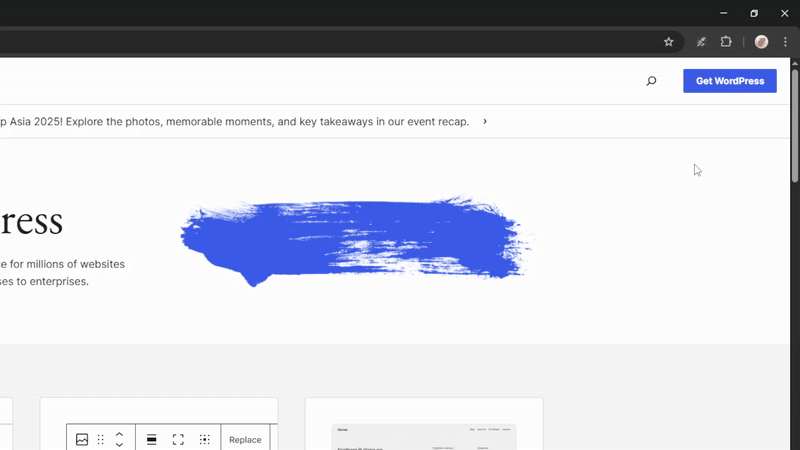 Get WordPress
p Asia 2025! Explore the photos, memorable moments, and key takeaways in our event recap.
ress
ce for millions of websites
ses to enterprises.
Replace